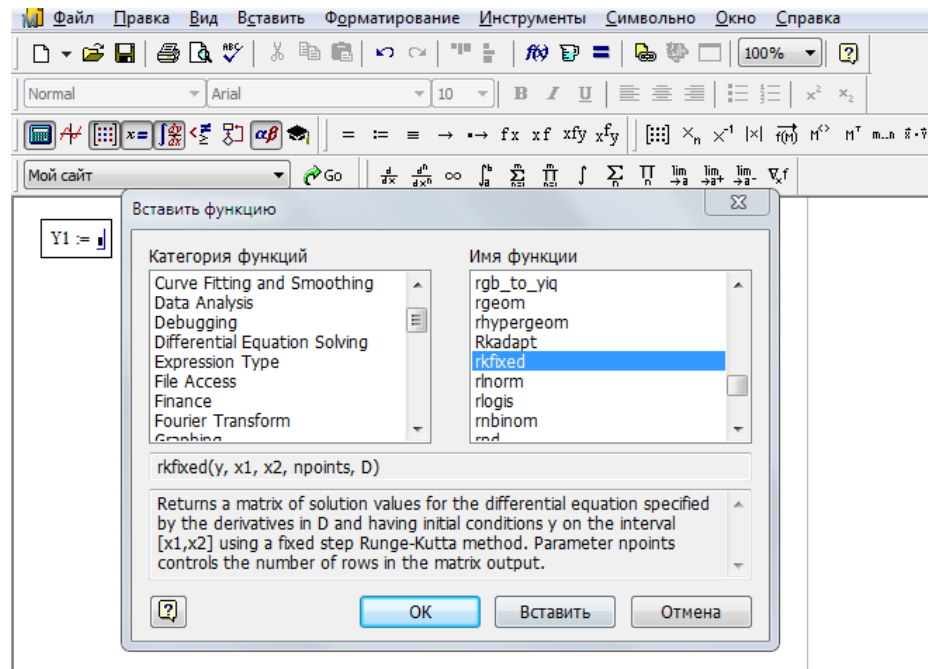 Файл Правка Вид Вставить Форматирование Инструменты Символьно Окно Справка
100%
Normal Arial 10 B I U
Мой сайт Go
Вставить функцию
Y1 :=
Категория функций
Curve Fitting and Smoothing
Data Analysis
Debugging
Differential Equation Solving
Expression Type
File Access
Finance
Fourier Transform
Graphing
Имя функции
rgb_to_yiq
rgeom
rhypergeom
Rkadapt
rkfixed
rlnorm
rlogis
rnbinom
rnd
rkfixed(y, x1, x2, npoints, D)
Returns a matrix of solution values for the differential equation specified
by the derivatives in D and having initial conditions y on the interval
[x1,x2] using a fixed step Runge-Kutta method. Parameter npoints
controls the number of rows in the matrix output.
OK Вставить Отмена